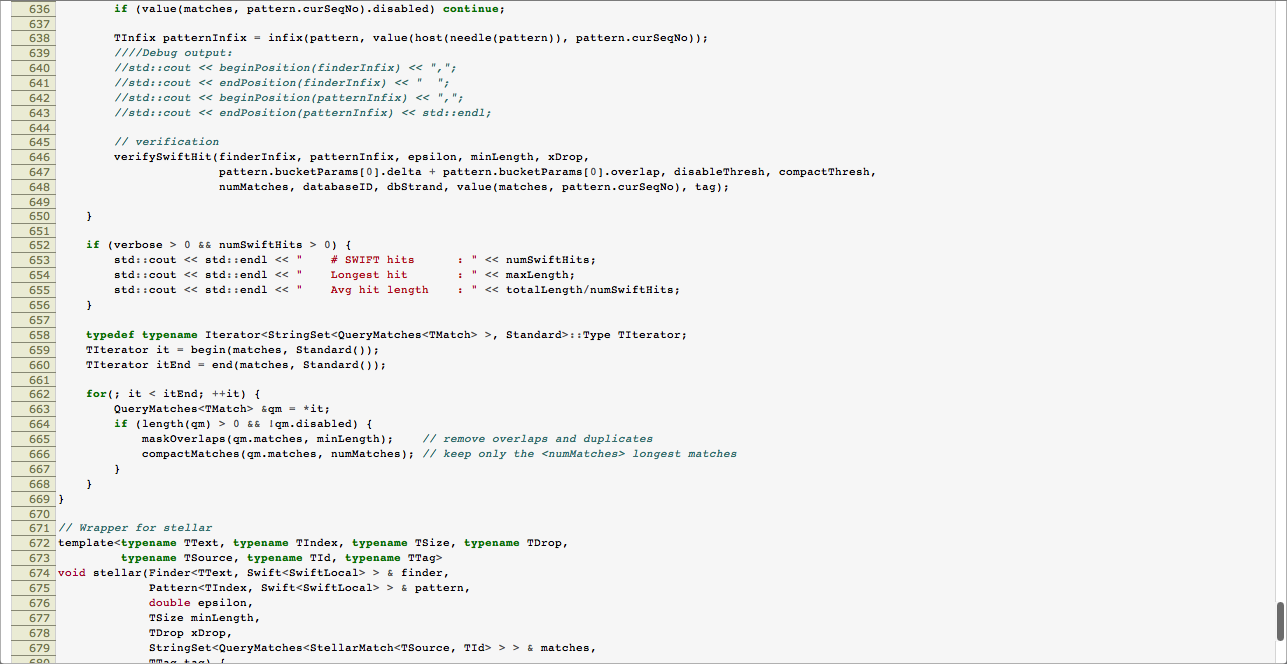 636         if (value(matches, pattern.curSeqNo).disabled) continue;
637
638         TInfix patternInfix = infix(pattern, value(host(needle(pattern)), pattern.curSeqNo));
639         ////Debug output:
640         //std::cout << beginPosition(finderInfix) << ",";
641         //std::cout << endPosition(finderInfix) << "  ";
642         //std::cout << beginPosition(patternInfix) << ",";
643         //std::cout << endPosition(patternInfix) << std::endl;
644
645         // verification
646         verifySwiftHit(finderInfix, patternInfix, epsilon, minLength, xDrop,
647                        pattern.bucketParams[0].delta + pattern.bucketParams[0].overlap, disableThresh, compactThresh,
648                        numMatches, databaseID, dbStrand, value(matches, pattern.curSeqNo), tag);
649
650     }
651
652     if (verbose > 0 && numSwiftHits > 0) {
653         std::cout << std::endl << "    # SWIFT hits      : " << numSwiftHits;
654         std::cout << std::endl << "    Longest hit       : " << maxLength;
655         std::cout << std::endl << "    Avg hit length    : " << totalLength/numSwiftHits;
656     }
657
658     typedef typename Iterator<StringSet<QueryMatches<TMatch> >, Standard>::Type TIterator;
659     TIterator it = begin(matches, Standard());
660     TIterator itEnd = end(matches, Standard());
661
662     for(; it < itEnd; ++it) {
663         QueryMatches<TMatch> &qm = *it;
664         if (length(qm) > 0 && !qm.disabled) {
665             maskOverlaps(qm.matches, minLength);    // remove overlaps and duplicates
666             compactMatches(qm.matches, numMatches); // keep only the <numMatches> longest matches
667         }
668     }
669 }
670
671 // Wrapper for stellar
672 template<typename TText, typename TIndex, typename TSize, typename TDrop,
673          typename TSource, typename TId, typename TTag>
674 void stellar(Finder<TText, Swift<SwiftLocal> > & finder,
675              Pattern<TIndex, Swift<SwiftLocal> > & pattern,
676              double epsilon,
677              TSize minLength,
678              TDrop xDrop,
679              StringSet<QueryMatches<StellarMatch<TSource, TId> > > & matches,
680              TTag tag) {